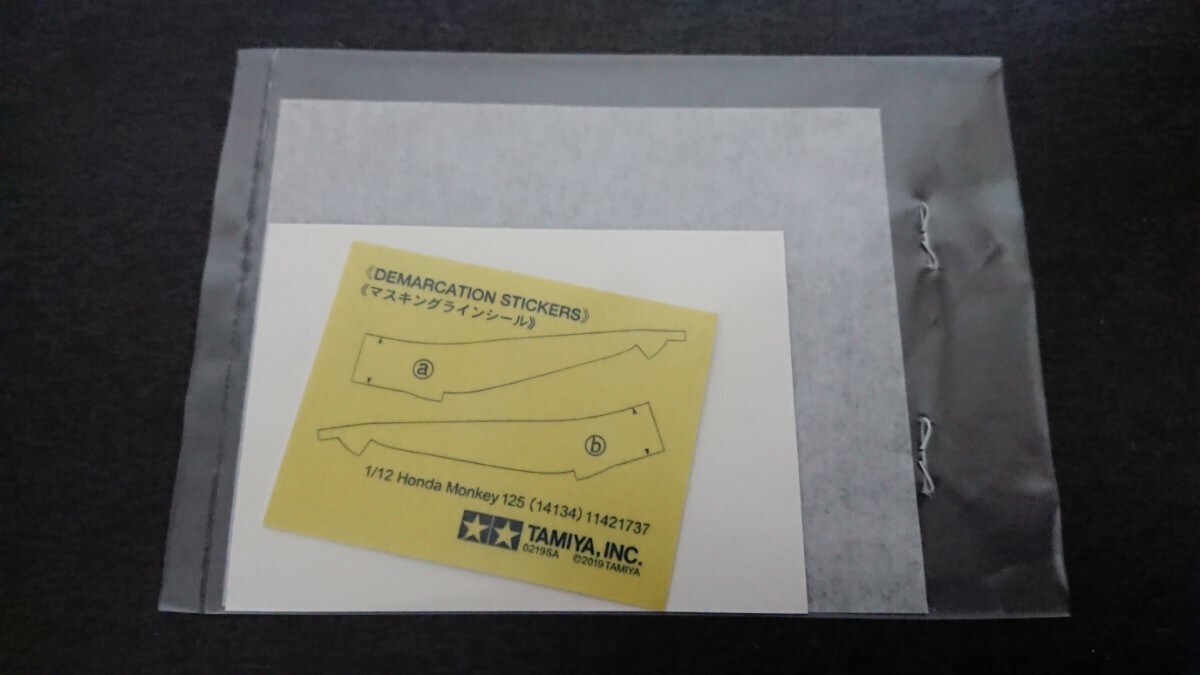 《DEMARCATION STICKERS》
《マスキングラインシール》
ⓐ
ⓑ
1/12 Honda Monkey 125 (14134) 11421737
TAMIYA, INC.
0219SA ©2019 TAMIYA